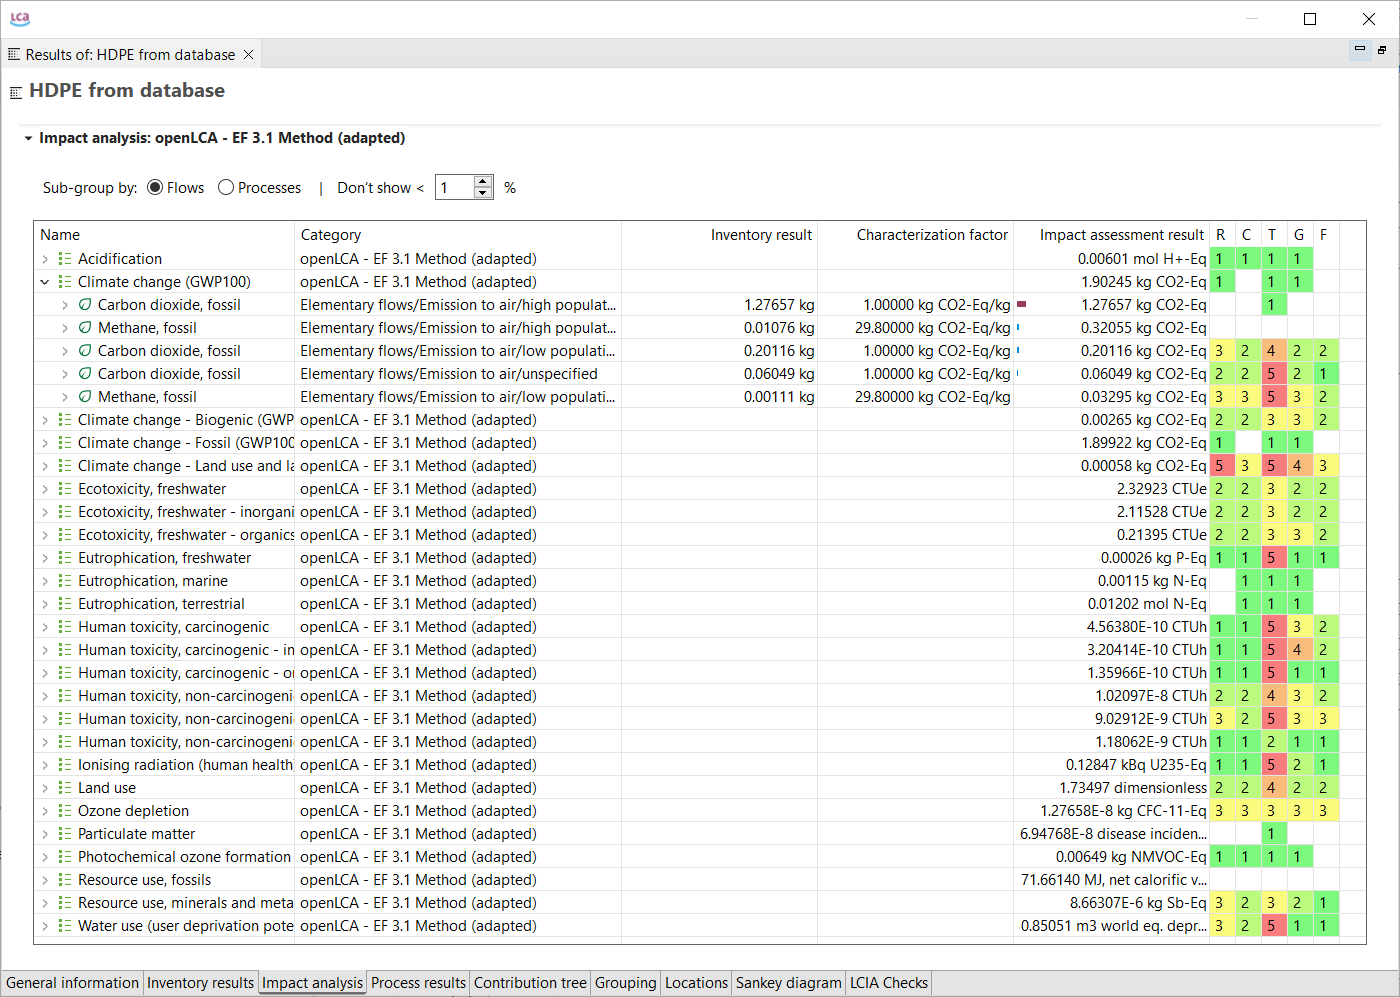 LCA
Results of: HDPE from database
HDPE from database
Impact analysis: openLCA - EF 3.1 Method (adapted)
Sub-group by: Flows Processes | Don't show < 1 %
Name Category Inventory result Characterization factor Impact assessment result R C T G F
Acidification openLCA - EF 3.1 Method (adapted) 0.00601 mol H+-Eq 1 1 1 1
Climate change (GWP100) openLCA - EF 3.1 Method (adapted) 1.90245 kg CO2-Eq 1 1 1
Carbon dioxide, fossil Elementary flows/Emission to air/high populat... 1.27657 kg 1.00000 kg CO2-Eq/kg 1.27657 kg CO2-Eq 1
Methane, fossil Elementary flows/Emission to air/high populat... 0.01076 kg 29.80000 kg CO2-Eq/kg 0.32055 kg CO2-Eq
Carbon dioxide, fossil Elementary flows/Emission to air/low populati... 0.20116 kg 1.00000 kg CO2-Eq/kg 0.20116 kg CO2-Eq 3 2 4 2 2
Carbon dioxide, fossil Elementary flows/Emission to air/unspecified 0.06049 kg 1.00000 kg CO2-Eq/kg 0.06049 kg CO2-Eq 2 2 5 2 1
Methane, fossil Elementary flows/Emission to air/low populati... 0.00111 kg 29.80000 kg CO2-Eq/kg 0.03295 kg CO2-Eq 3 3 5 3 2
Climate change - Biogenic (GWP openLCA - EF 3.1 Method (adapted) 0.00265 kg CO2-Eq 2 2 3 3 2
Climate change - Fossil (GWP100 openLCA - EF 3.1 Method (adapted) 1.89922 kg CO2-Eq 1 1 1
Climate change - Land use and la openLCA - EF 3.1 Method (adapted) 0.00058 kg CO2-Eq 5 3 5 4 3
Ecotoxicity, freshwater openLCA - EF 3.1 Method (adapted) 2.32923 CTUe 2 2 3 2 2
Ecotoxicity, freshwater - inorgani openLCA - EF 3.1 Method (adapted) 2.11528 CTUe 2 2 3 2 2
Ecotoxicity, freshwater - organics openLCA - EF 3.1 Method (adapted) 0.21395 CTUe 2 2 3 3 2
Eutrophication, freshwater openLCA - EF 3.1 Method (adapted) 0.00026 kg P-Eq 1 1 5 1 1
Eutrophication, marine openLCA - EF 3.1 Method (adapted) 0.00115 kg N-Eq 1 1 1
Eutrophication, terrestrial openLCA - EF 3.1 Method (adapted) 0.01202 mol N-Eq 1 1 1
Human toxicity, carcinogenic openLCA - EF 3.1 Method (adapted) 4.56380E-10 CTUh 1 1 5 3 2
Human toxicity, carcinogenic - in openLCA - EF 3.1 Method (adapted) 3.20414E-10 CTUh 1 1 5 4 2
Human toxicity, carcinogenic - o openLCA - EF 3.1 Method (adapted) 1.35966E-10 CTUh 1 1 5 1 1
Human toxicity, non-carcinogeni openLCA - EF 3.1 Method (adapted) 1.02097E-8 CTUh 2 2 4 3 2
Human toxicity, non-carcinogeni openLCA - EF 3.1 Method (adapted) 9.02912E-9 CTUh 3 2 5 3 3
Human toxicity, non-carcinogeni openLCA - EF 3.1 Method (adapted) 1.18062E-9 CTUh 1 1 2 1 1
Ionising radiation (human health) openLCA - EF 3.1 Method (adapted) 0.12847 kBq U235-Eq 1 1 5 2 1
Land use openLCA - EF 3.1 Method (adapted) 1.73497 dimensionless 2 2 4 2 2
Ozone depletion openLCA - EF 3.1 Method (adapted) 1.27658E-8 kg CFC-11-Eq 3 3 3 3 3
Particulate matter openLCA - EF 3.1 Method (adapted) 6.94768E-8 disease inciden... 1
Photochemical ozone formation openLCA - EF 3.1 Method (adapted) 0.00649 kg NMVOC-Eq 1 1 1 1
Resource use, fossils openLCA - EF 3.1 Method (adapted) 71.66140 MJ, net calorific v...
Resource use, minerals and meta openLCA - EF 3.1 Method (adapted) 8.66307E-6 kg Sb-Eq 3 2 3 2 1
Water use (user deprivation pote openLCA - EF 3.1 Method (adapted) 0.85051 m3 world eq. depr... 3 2 5 1 1
General information Inventory results Impact analysis Process results Contribution tree Grouping Locations Sankey diagram LCIA Checks